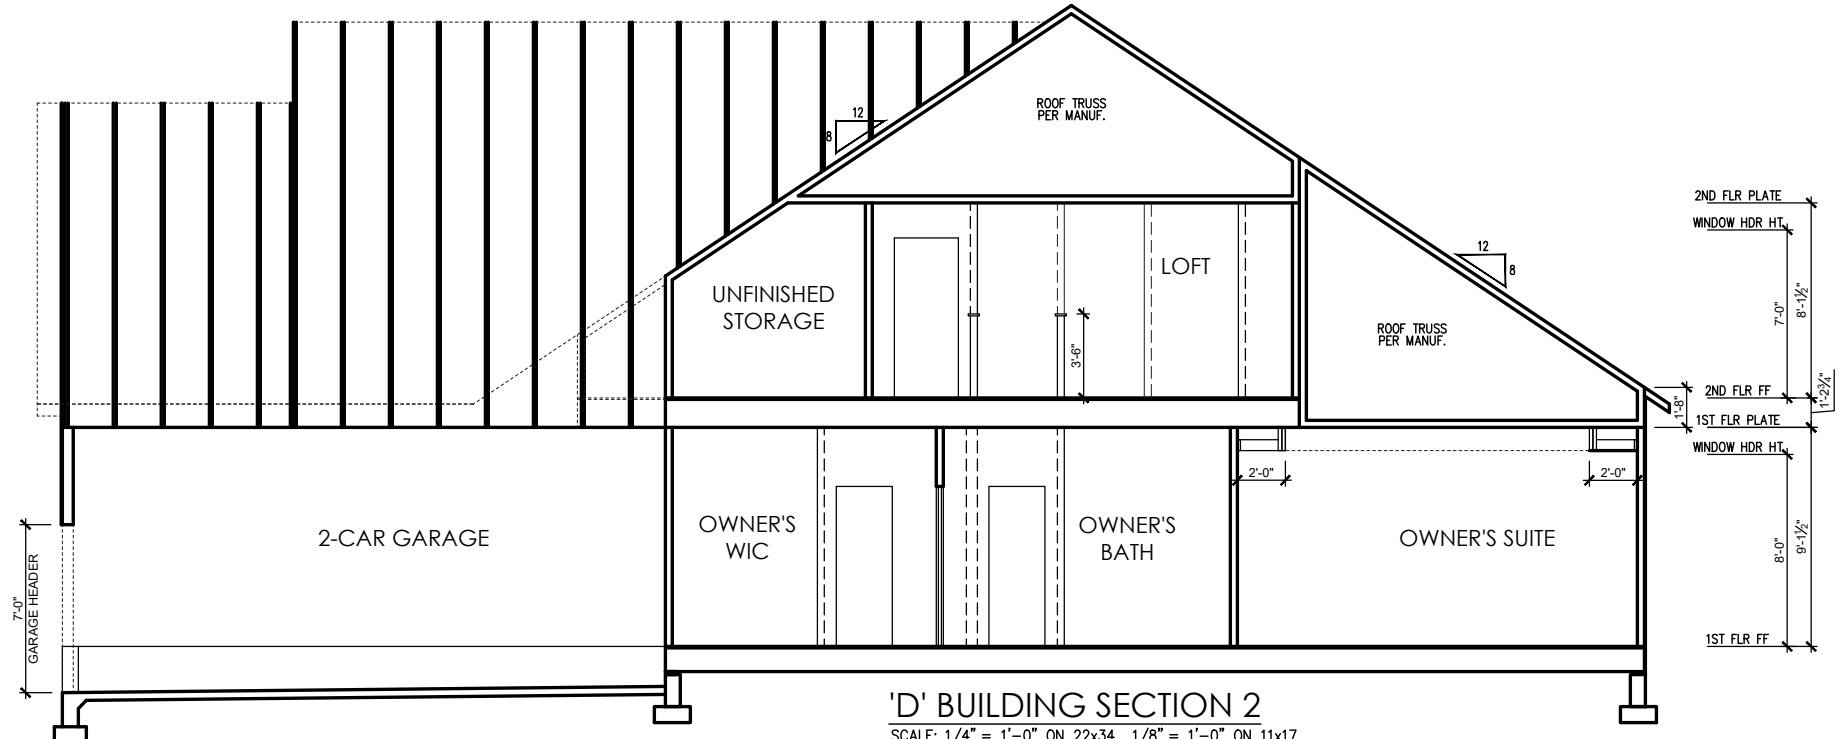 ROOF TRUSS
PER MANUF.
12
8
2ND FLR PLATE
WINDOW HDR HT
12
8
LOFT
UNFINISHED
STORAGE
7'-0"
8'-1½"
ROOF TRUSS
PER MANUF.
3'-6"
2ND FLR FF
1'-8"
1'-2¾"
1ST FLR PLATE
WINDOW HDR HT
2'-0"
2'-0"
2-CAR GARAGE
OWNER'S
WIC
OWNER'S
BATH
OWNER'S SUITE
8'-0"
9'-1½"
7'-0"
GARAGE HEADER
1ST FLR FF
'D' BUILDING SECTION 2
SCALE: 1/4" = 1'-0" ON 22x34, 1/8" = 1'-0" ON 11x17